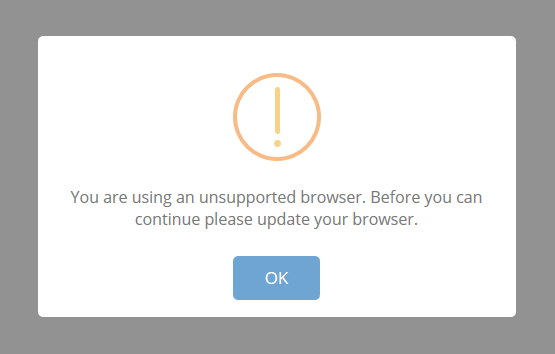 You are using an unsupported browser. Before you can
continue please update your browser.
OK